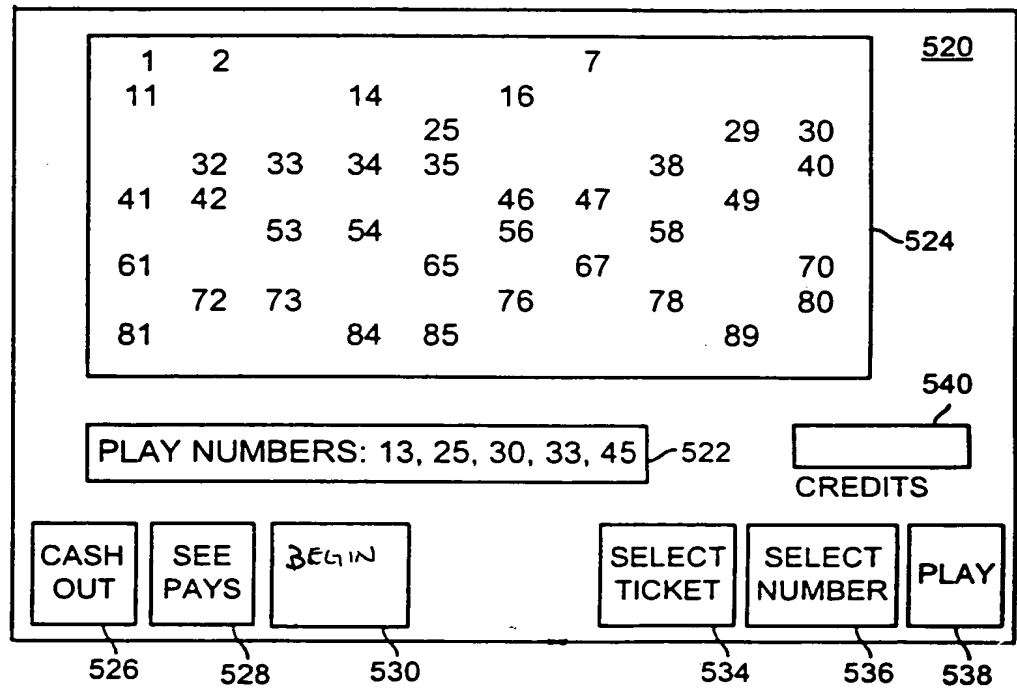 520
1 2 7
11 14 16
25 29 30
32 33 34 35 38 40
41 42 46 47 49
53 54 56 58
524
61 65 67 70
72 73 76 78 80
81 84 85 89
540
PLAY NUMBERS: 13, 25, 30, 33, 45
522
CREDITS
CASH OUT
SEE PAYS
BEGIN
SELECT TICKET
SELECT NUMBER
PLAY
526 528 530 534 536 538